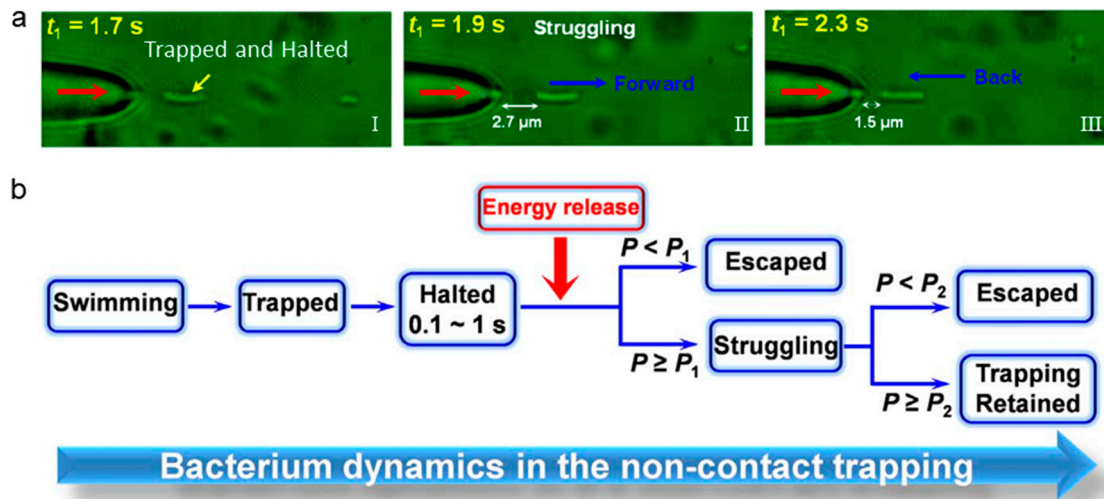 a
t₁ = 1.7 s
Trapped and Halted
I
t₁ = 1.9 s
Struggling
Forward
2.7 µm
II
t₁ = 2.3 s
Back
1.5 µm
III
b
Energy release
Swimming
Trapped
Halted
0.1 ~ 1 s
P < P₁
Escaped
P ≥ P₁
Struggling
P < P₂
Escaped
P ≥ P₂
Trapping
Retained
Bacterium dynamics in the non-contact trapping